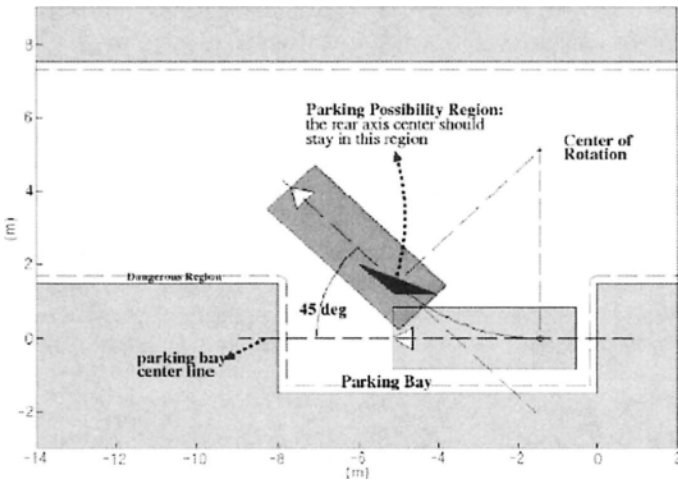 8
6
4
2
0
-2
(m)
Parking Possibility Region:
the rear axis center should
stay in this region
Center of
Rotation
Dangerous Region
45 deg
parking bay
center line
Parking Bay
-14
-12
-10
-8
-6
-4
-2
0
2
(m)